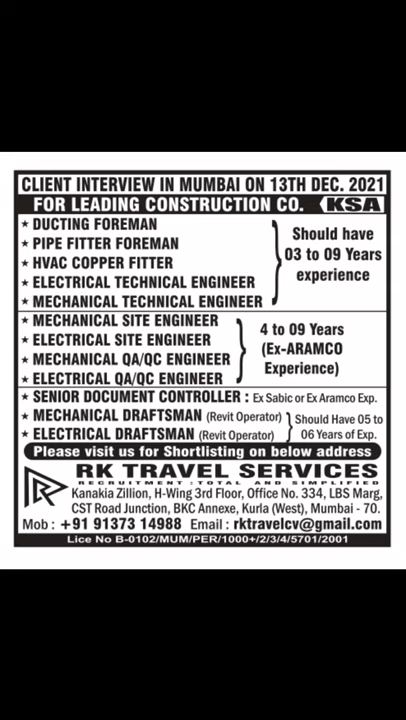 CLIENT INTERVIEW IN MUMBAI ON 13TH DEC. 2021
FOR LEADING CONSTRUCTION CO. KSA
★ DUCTING FOREMAN
★ PIPE FITTER FOREMAN
★ HVAC COPPER FITTER
★ ELECTRICAL TECHNICAL ENGINEER
★ MECHANICAL TECHNICAL ENGINEER
Should have
03 to 09 Years
experience
★ MECHANICAL SITE ENGINEER
★ ELECTRICAL SITE ENGINEER
★ MECHANICAL QA/QC ENGINEER
★ ELECTRICAL QA/QC ENGINEER
4 to 09 Years
(Ex-ARAMCO
Experience)
★ SENIOR DOCUMENT CONTROLLER : Ex Sabic or Ex Aramco Exp.
★ MECHANICAL DRAFTSMAN (Revit Operator)
★ ELECTRICAL DRAFTSMAN (Revit Operator)
Should Have 05 to
06 Years of Exp.
Please visit us for Shortlisting on below address
RK TRAVEL SERVICES
RECRUITMENT : TOTAL AND SIMPLIFIED
Kanakia Zillion, H-Wing 3rd Floor, Office No. 334, LBS Marg,
CST Road Junction, BKC Annexe, Kurla (West), Mumbai - 70.
Mob : +91 91373 14988 Email : rktravelcv@gmail.com
Lice No B-0102/MUM/PER/1000+/2/3/4/5701/2001